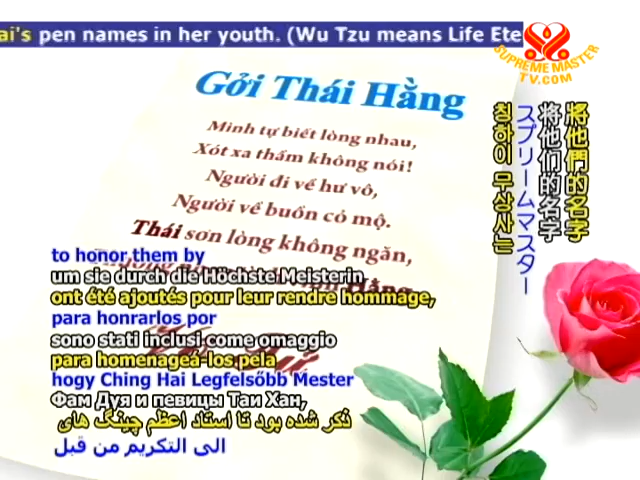 ai's pen names in her youth. (Wu Tzu means Life Ete
SUPREME MASTER
TV.COM
Gởi Thái Hằng
Mình tự biết lòng nhau,
Xót xa thầm không nói!
Người đi về hư vô,
Người về buồn cỏ mộ.
Thái sơn lòng không ngăn,
Hằng
將他們的名字
将他们的名字
スプリームマスター
칭하이 무상사는
to honor them by
um sie durch die Höchste Meisterin
ont été ajoutés pour leur rendre hommage,
para honrarlos por
sono stati inclusi come omaggio
para homenageá-los pela
hogy Ching Hai Legfelsőbb Mester
Фам Дуя и певицы Таи Хан,
ذکر شده بود تا استاد اعظم چینگ های
الى التكريم من قبل